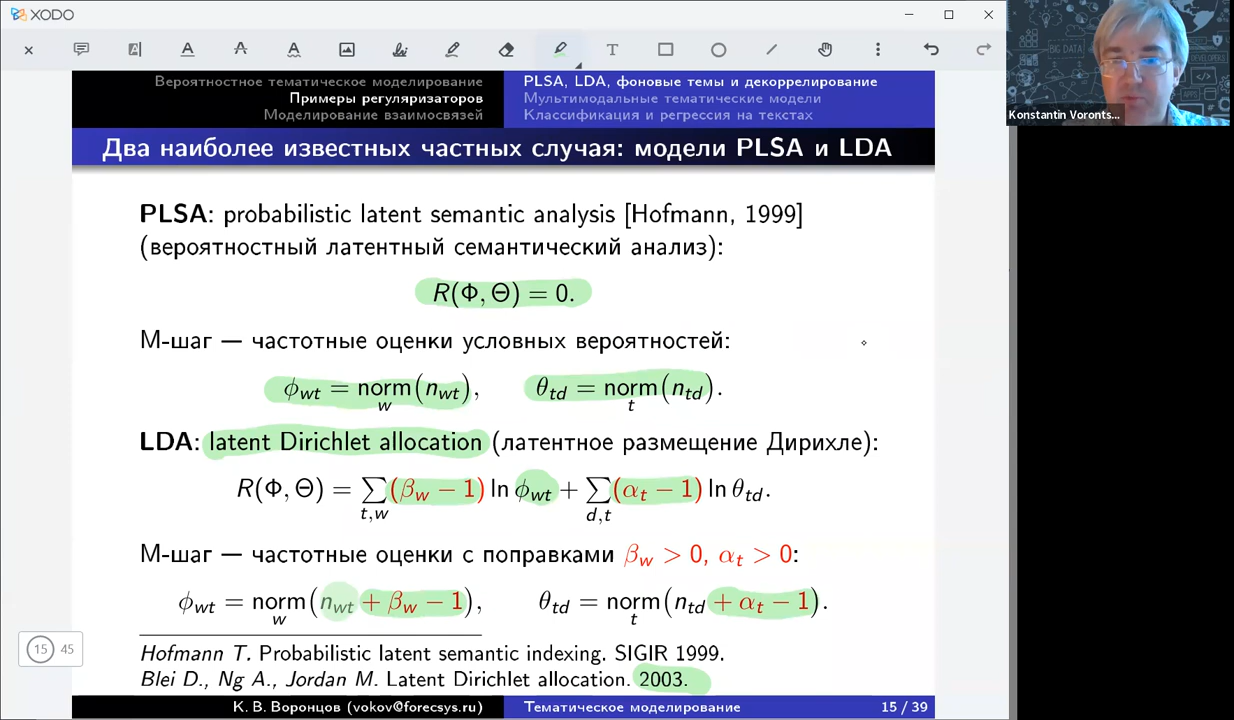 XODO
Вероятностное тематическое моделирование
Примеры регуляризаторов
Моделирование взаимосвязей
PLSA, LDA, фоновые темы и декоррелирование
Мультимодальные тематические модели
Классификация и регрессия на текстах
Konstantin Voronts...
BIG DATA
Два наиболее известных частных случая: модели PLSA и LDA
PLSA: probabilistic latent semantic analysis [Hofmann, 1999]
(вероятностный латентный семантический анализ):
R(Φ, Θ) = 0.
М-шаг — частотные оценки условных вероятностей:
ϕ_wt = norm_w (n_wt), θ_td = norm_t (n_td).
LDA: latent Dirichlet allocation (латентное размещение Дирихле):
R(Φ, Θ) = ∑_{t,w} (β_w − 1) ln ϕ_wt + ∑_{d,t} (α_t − 1) ln θ_td.
М-шаг — частотные оценки с поправками β_w > 0, α_t > 0:
ϕ_wt = norm_w (n_wt + β_w − 1), θ_td = norm_t (n_td + α_t − 1).
Hofmann T. Probabilistic latent semantic indexing. SIGIR 1999.
Blei D., Ng A., Jordan M. Latent Dirichlet allocation. 2003.
15 45
К. В. Воронцов (vokov@forecsys.ru) Тематическое моделирование 15 / 39